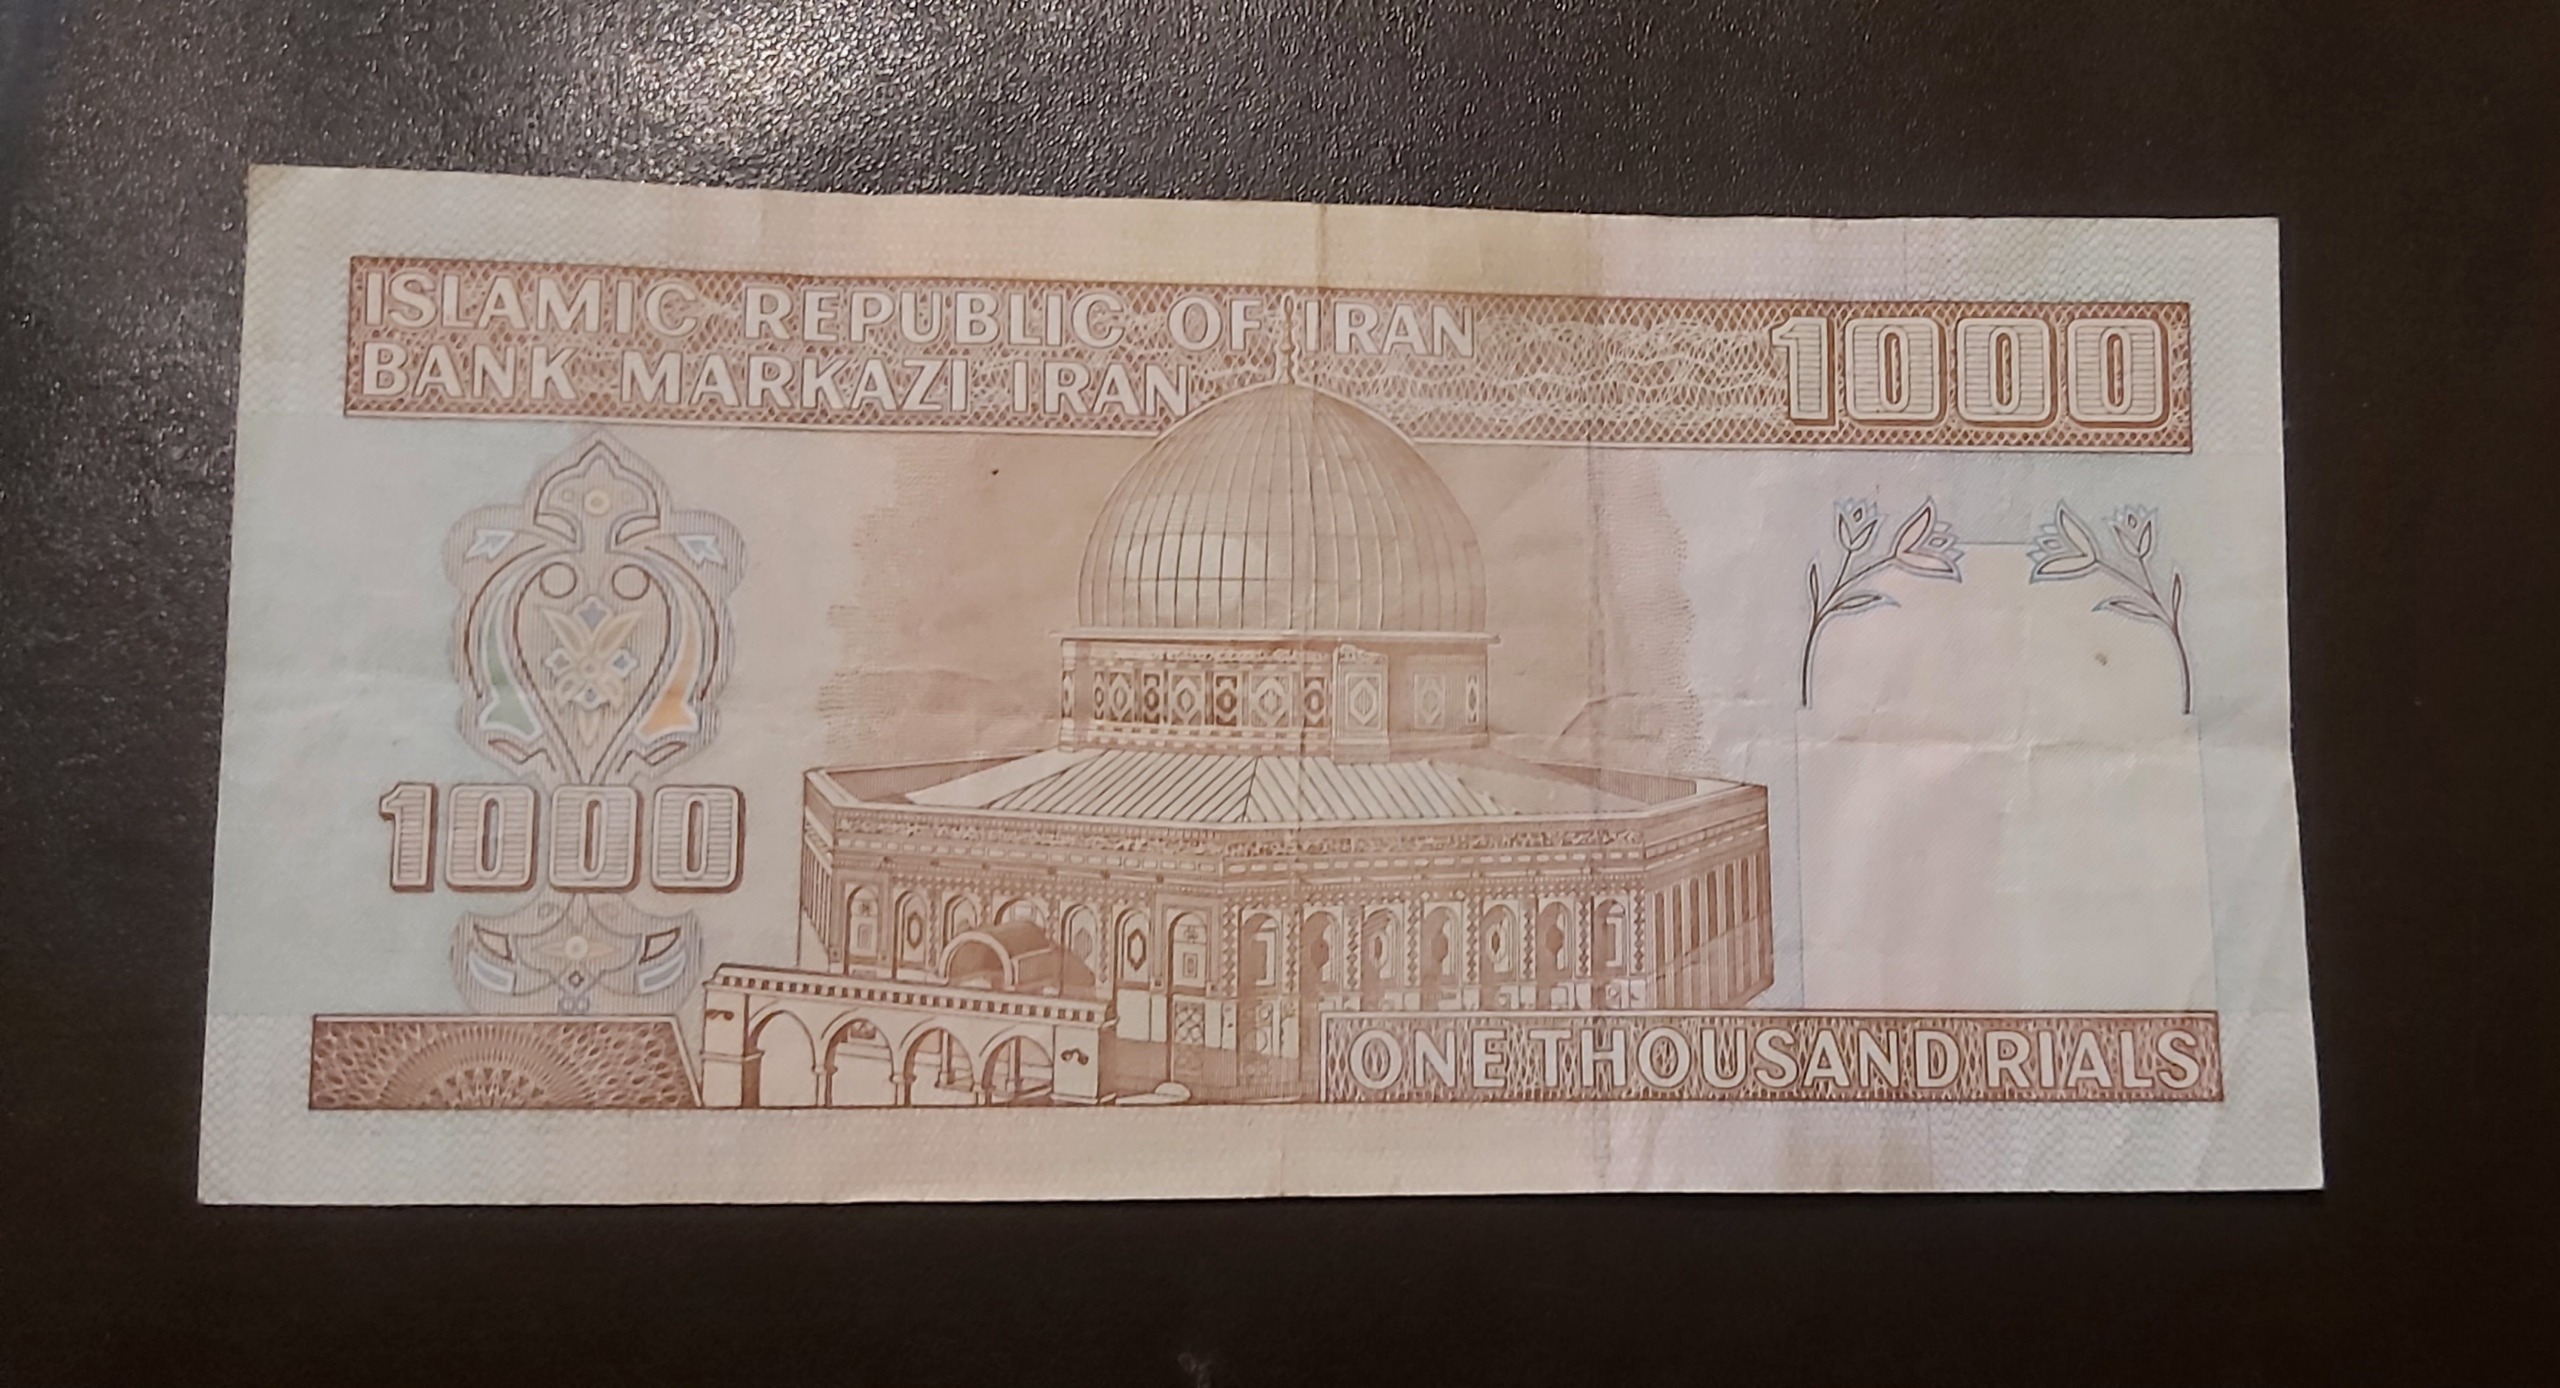 ISLAMIC REPUBLIC OF IRAN
BANK MARKAZI IRAN
1000
1000
ONE THOUSAND RIALS